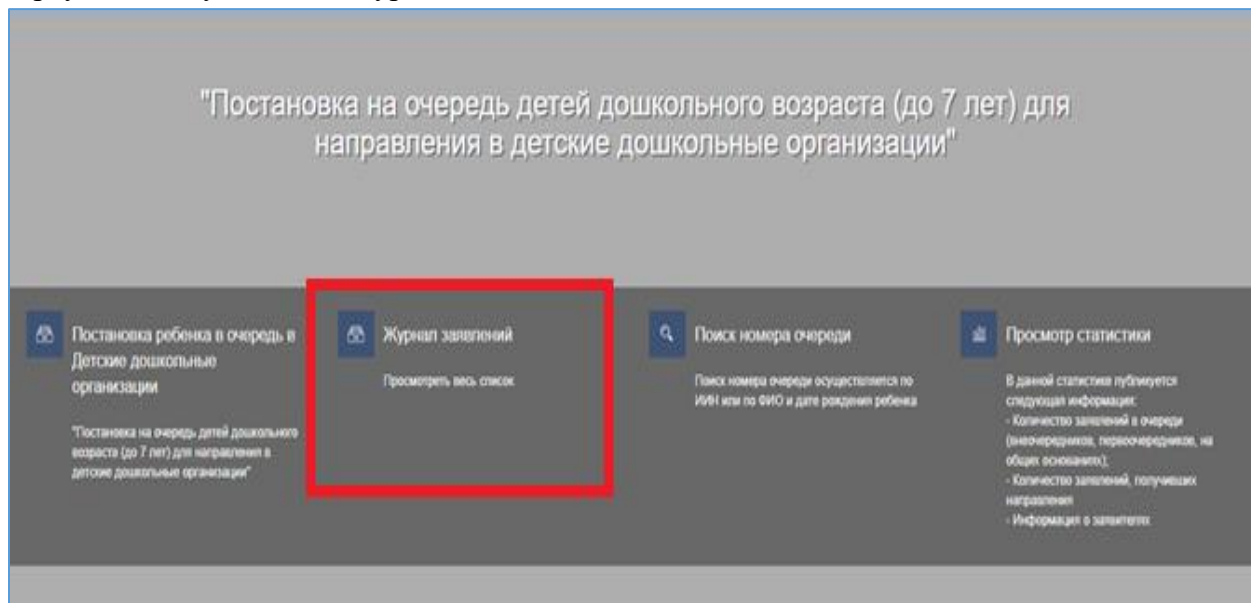 "Постановка на очередь детей дошкольного возраста (до 7 лет) для
направления в детские дошкольные организации"
Постановка ребенка в очередь в
Детские дошкольные
организации
"Постановка на очередь детей дошкольного
возраста (до 7 лет) для направления в
детские дошкольные организации"
Журнал заявлений
Просмотреть весь список
Поиск номера очереди
Поиск номера очереди осуществляется по
ИИН или по ФИО и дате рождения ребенка
Просмотр статистики
В данной статистике публикуется
следующая информация:
- Количество заявлений в очереди
(внеочередников, первоочередников, на
общих основаниях);
- Количество заявлений, получивших
направления
- Информация о заявителях